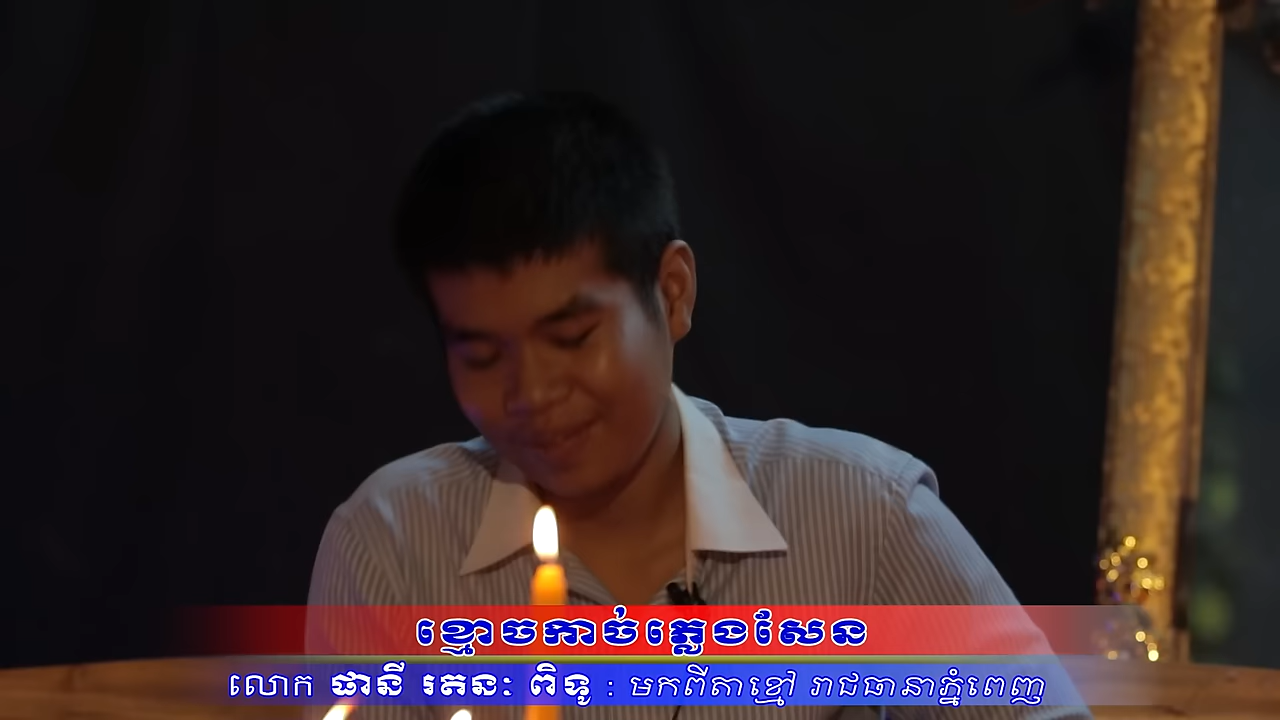 ខ្មោចកាច់ភ្លេងសែន
លោក ផានី រតនៈ ពិទូ : មកពីតាខ្មៅ រាជធានាភ្នំពេញ